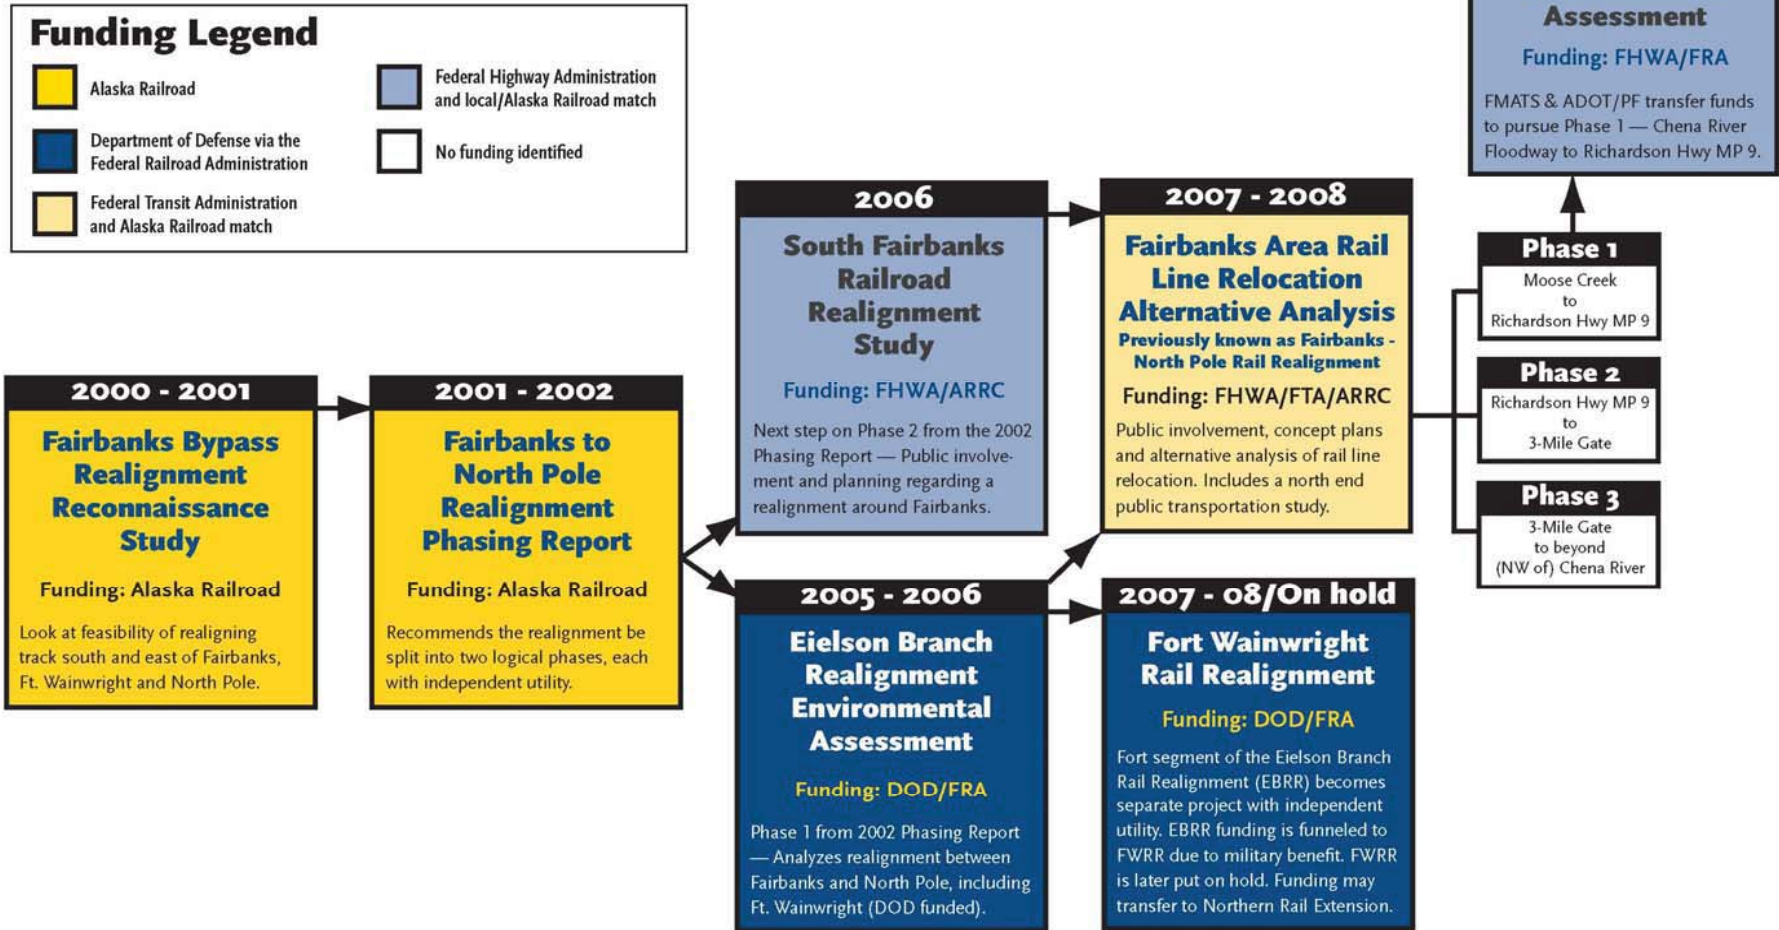 Funding Legend
Alaska Railroad
Department of Defense via the
Federal Railroad Administration
Federal Transit Administration
and Alaska Railroad match
Federal Highway Administration
and local/Alaska Railroad match
No funding identified
2000 - 2001
Fairbanks Bypass
Realignment
Reconnaissance
Study
Funding: Alaska Railroad
Look at feasibility of realigning
track south and east of Fairbanks,
Ft. Wainwright and North Pole.
2001 - 2002
Fairbanks to
North Pole
Realignment
Phasing Report
Funding: Alaska Railroad
Recommends the realignment be
split into two logical phases, each
with independent utility.
2006
South Fairbanks
Railroad
Realignment
Study
Funding: FHWA/ARRC
Next step on Phase 2 from the 2002
Phasing Report — Public involve-
ment and planning regarding a
realignment around Fairbanks.
2005 - 2006
Eielson Branch
Realignment
Environmental
Assessment
Funding: DOD/FRA
Phase 1 from 2002 Phasing Report
— Analyzes realignment between
Fairbanks and North Pole, including
Ft. Wainwright (DOD funded).
2007 - 2008
Fairbanks Area Rail
Line Relocation
Alternative Analysis
Previously known as Fairbanks -
North Pole Rail Realignment
Funding: FHWA/FTA/ARRC
Public involvement, concept plans
and alternative analysis of rail line
relocation. Includes a north end
public transportation study.
2007 - 08/On hold
Fort Wainwright
Rail Realignment
Funding: DOD/FRA
Fort segment of the Eielson Branch
Rail Realignment (EBRR) becomes
separate project with independent
utility. EBRR funding is funneled to
FWRR due to military benefit. FWRR
is later put on hold. Funding may
transfer to Northern Rail Extension.
Assessment
Funding: FHWA/FRA
FMATS & ADOT/PF transfer funds
to pursue Phase 1 — Chena River
Floodway to Richardson Hwy MP 9.
Phase 1
Moose Creek
to
Richardson Hwy MP 9
Phase 2
Richardson Hwy MP 9
to
3-Mile Gate
Phase 3
3-Mile Gate
to beyond
(NW of) Chena River